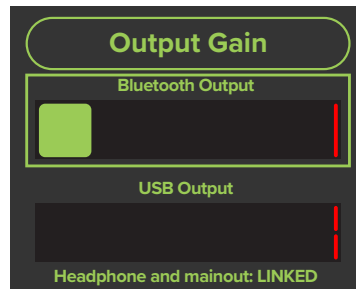 Output Gain
Bluetooth Output
USB Output
Headphone and mainout: LINKED